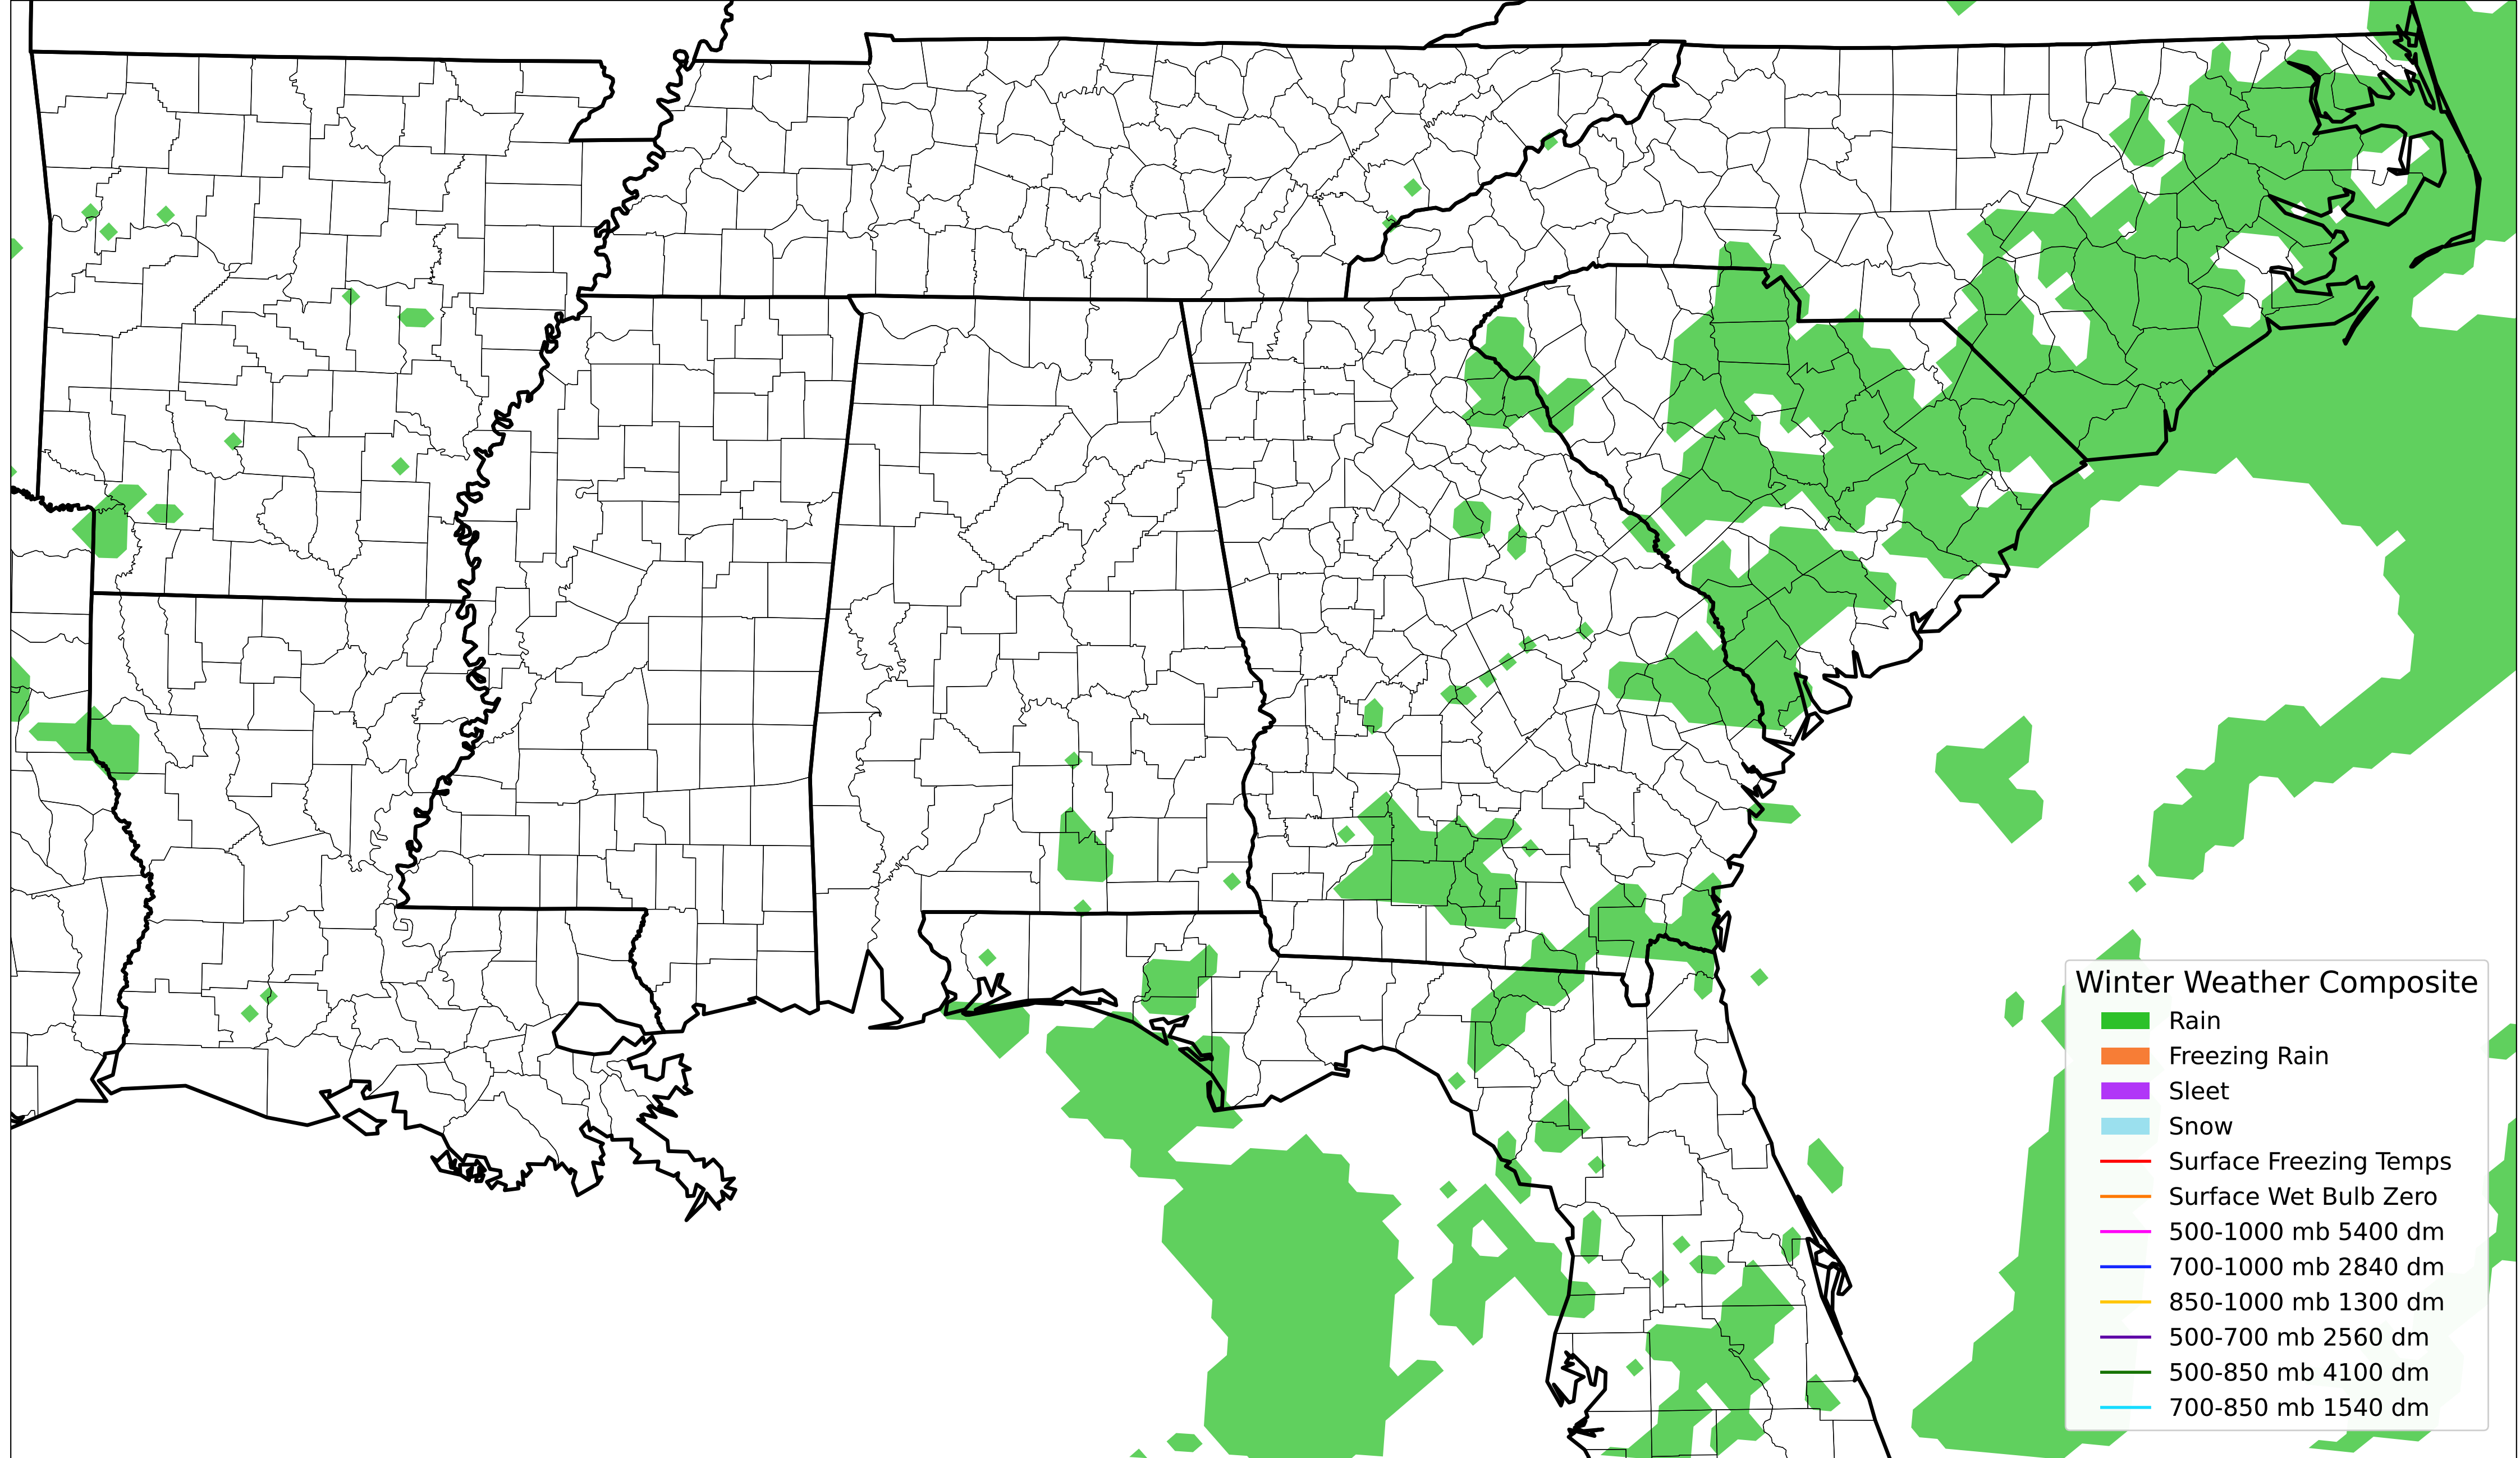 Winter Weather Composite
Rain
Freezing Rain
Sleet
Snow
Surface Freezing Temps
Surface Wet Bulb Zero
500-1000 mb 5400 dm
700-1000 mb 2840 dm
850-1000 mb 1300 dm
500-700 mb 2560 dm
500-850 mb 4100 dm
700-850 mb 1540 dm